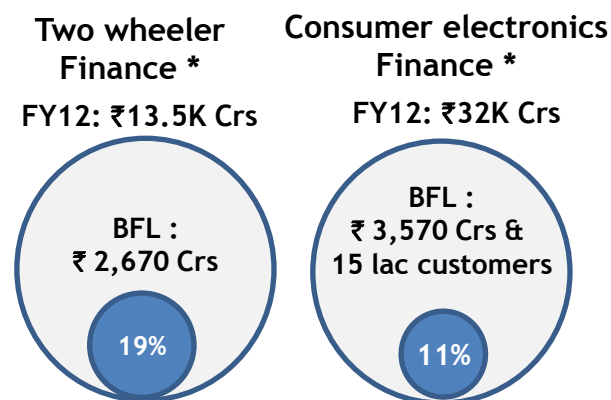 Two wheeler
Finance *
FY12: ₹13.5K Crs
BFL :
₹ 2,670 Crs
19%
Consumer electronics
Finance *
FY12: ₹32K Crs
BFL :
₹ 3,570 Crs &
15 lac customers
11%